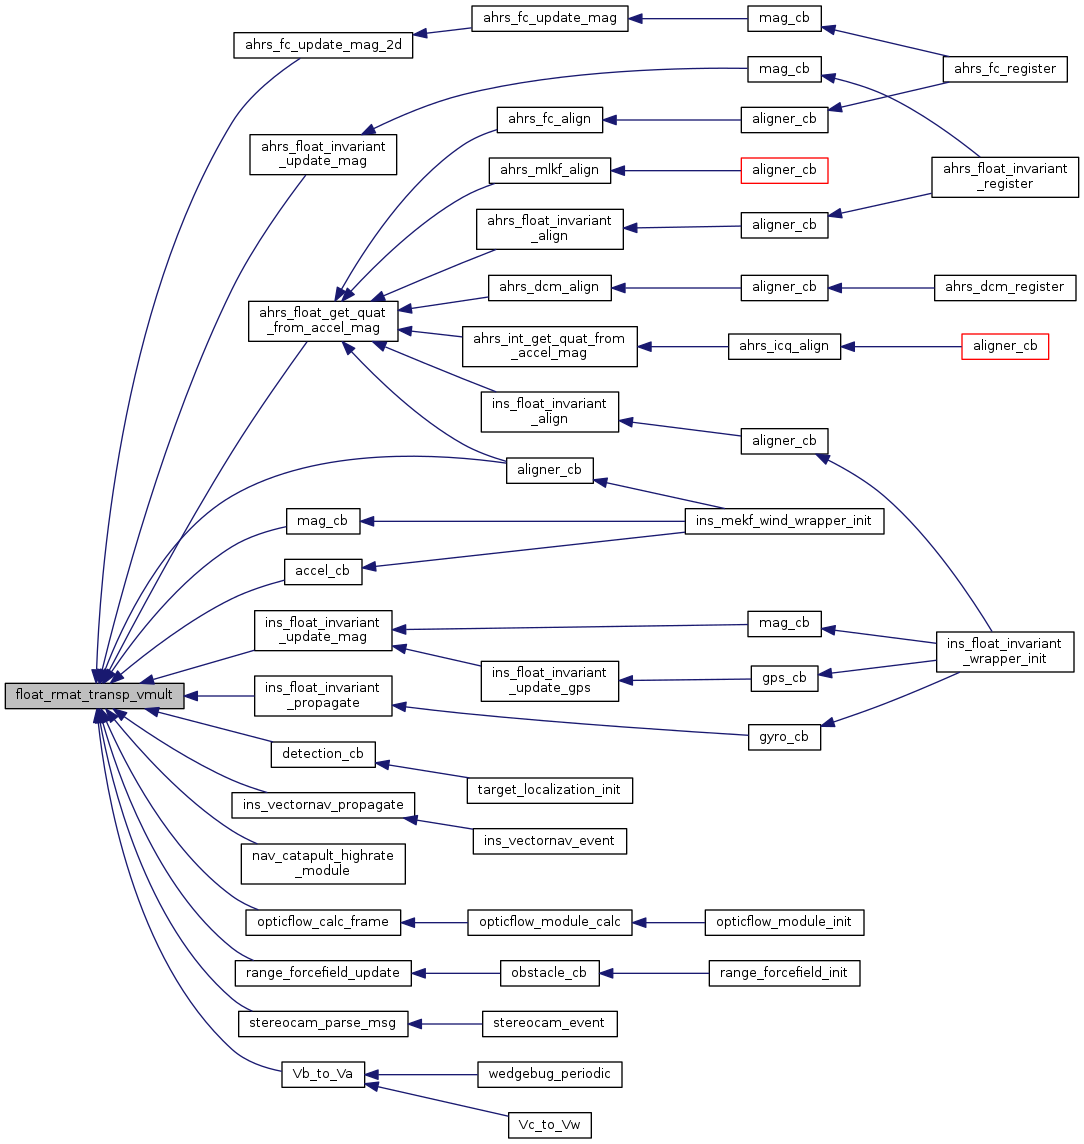 ahrs_fc_update_mag
mag_cb
ahrs_fc_update_mag_2d
mag_cb
ahrs_fc_register
ahrs_fc_align
aligner_cb
ahrs_float_invariant
_update_mag
ahrs_mlkf_align
aligner_cb
ahrs_float_invariant
_register
ahrs_float_invariant
_align
aligner_cb
ahrs_dcm_align
aligner_cb
ahrs_dcm_register
ahrs_float_get_quat
_from_accel_mag
ahrs_int_get_quat_from
_accel_mag
ahrs_icq_align
aligner_cb
ins_float_invariant
_align
aligner_cb
aligner_cb
mag_cb
ins_mekf_wind_wrapper_init
accel_cb
ins_float_invariant
_update_mag
mag_cb
ins_float_invariant
_wrapper_init
ins_float_invariant
_update_gps
gps_cb
float_rmat_transp_vmult
ins_float_invariant
_propagate
gyro_cb
detection_cb
target_localization_init
ins_vectornav_propagate
ins_vectornav_event
nav_catapult_highrate
_module
opticflow_calc_frame
opticflow_module_calc
opticflow_module_init
range_forcefield_update
obstacle_cb
range_forcefield_init
stereocam_parse_msg
stereocam_event
Vb_to_Va
wedgebug_periodic
Vc_to_Vw